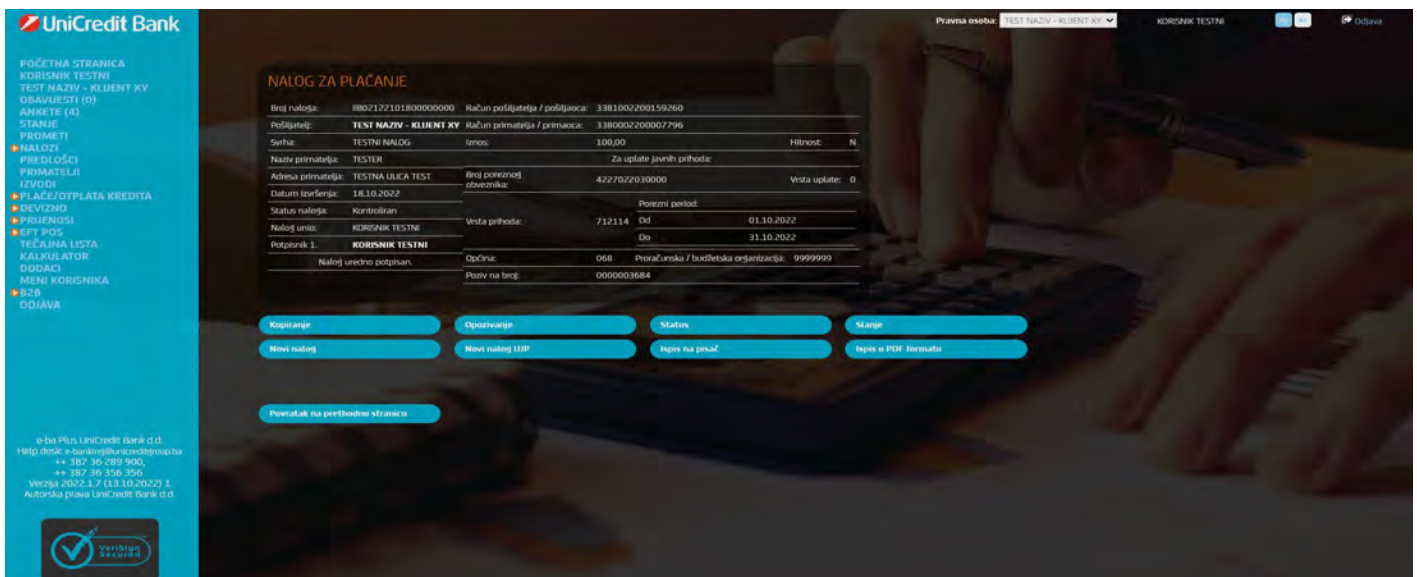 UniCredit Bank
Pravna osoba: TEST NAZIV - KLIJENT XY KORISNIK TESTNI Odjava
POČETNA STRANICA
KORISNIK TESTNI
TEST NAZIV - KLIJENT XY
OBAVIJESTI (0)
ANKETE (4)
STANJE
PROMETI
NALOZI
PREDLOŠCI
PRIMATELJI
IZVODI
PLAĆE/OTPLATA KREDITA
DEVIZNO
PRIJENOSI
EFT POS
TEČAJNA LISTA
KALKULATOR
DODACI
MENI KORISNIKA
B2B
ODJAVA
NALOG ZA PLAĆANJE
Broj naloga: IIB02122101800000000 Račun pošiljatelja / pošiljaoca: 3381002200159260
Pošiljatelj: TEST NAZIV - KLIJENT XY Račun primatelja / primaoca: 3380002200007796
Svrha: TESTNI NALOG Iznos: 100,00 Hitnost: N
Naziv primatelja: TESTER Za uplate javnih prihoda:
Adresa primatelja: TESTNA ULICA TEST Broj poreznog obveznika: 4227022030000 Vrsta uplate: 0
Datum izvršenja: 18.10.2022
Status naloga: Kontroliran Porezni period:
Nalog unio: KORISNIK TESTNI Vrsta prihoda: 712114 Od 01.10.2022
Potpisnik 1. KORISNIK TESTNI Do 31.10.2022
Nalog uredno potpisan. Općina: 068 Proračunska / budžetska organizacija: 9999999
Poziv na broj: 0000003684
Kopiranje Opozivanje Status Stanje
Novi nalog Novi nalog UJP Ispis na pisač Ispis u PDF formatu
Povratak na prethodnu stranicu
e-ba Plus UniCredit Bank d.d.
Help desk: e-banking@unicreditgroup.ba
++ 387 36 289 900,
++ 387 36 356 356
Verzija 2022.1.7 (13.10.2022) 1
Autorska prava UniCredit Bank d.d.
VeriSign
Secured